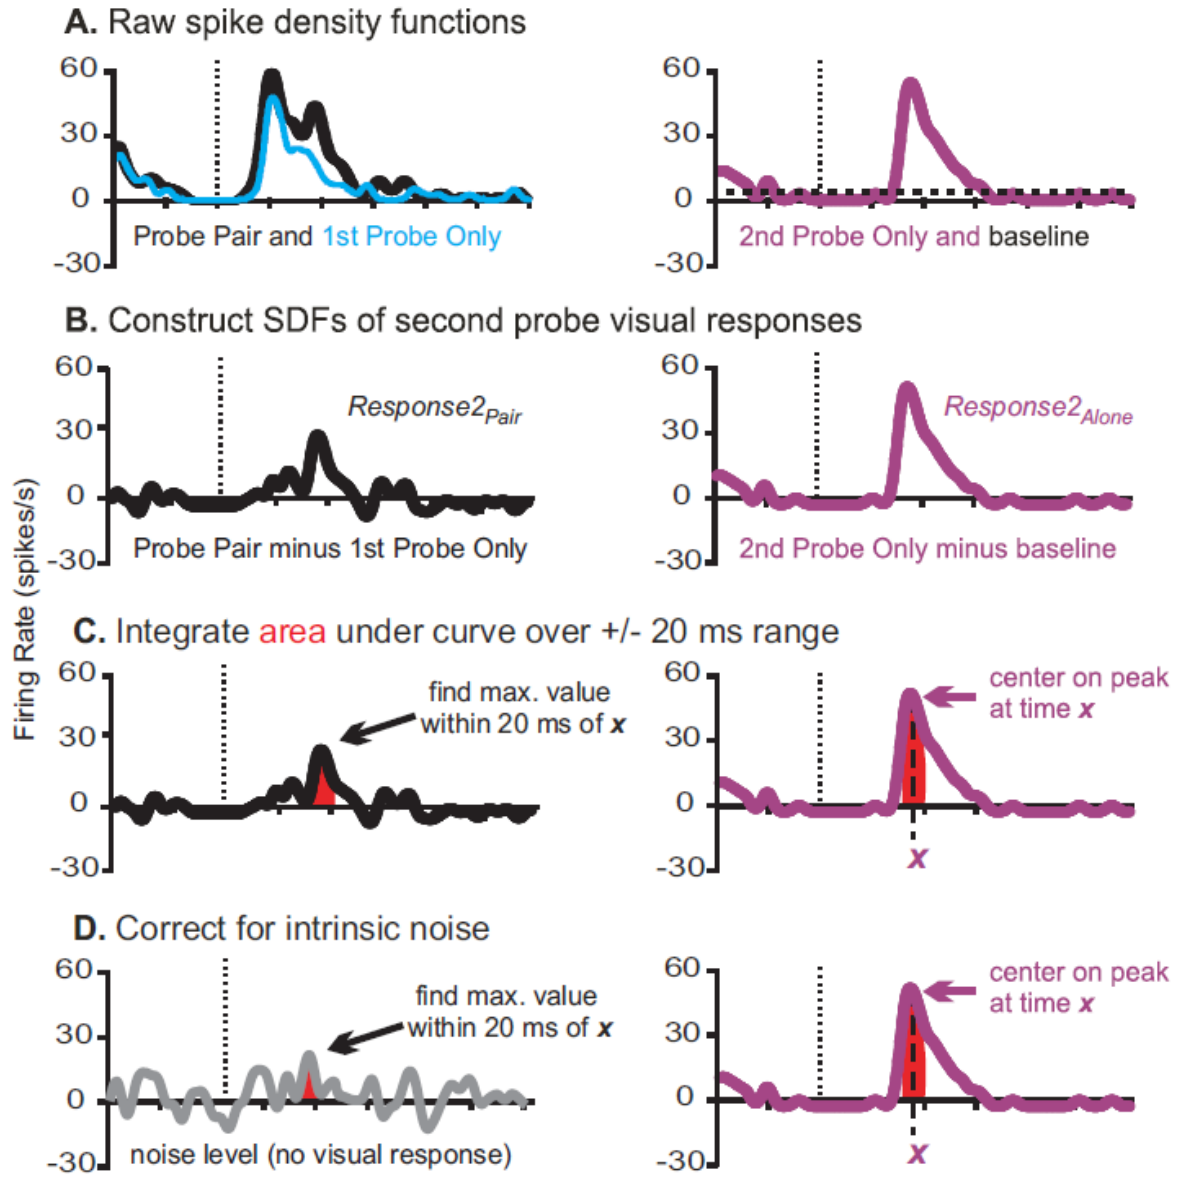 A. Raw spike density functions
60
30
0
-30
Probe Pair and 1st Probe Only
60
30
0
-30
2nd Probe Only and baseline
B. Construct SDFs of second probe visual responses
60
30
0
-30
Response2Pair
Probe Pair minus 1st Probe Only
60
30
0
-30
Response2Alone
2nd Probe Only minus baseline
Firing Rate (spikes/s)
C. Integrate area under curve over +/- 20 ms range
60
30
0
-30
find max. value
within 20 ms of x
60
30
0
-30
center on peak
at time x
x
D. Correct for intrinsic noise
60
30
0
-30
find max. value
within 20 ms of x
noise level (no visual response)
60
30
0
-30
center on peak
at time x
x